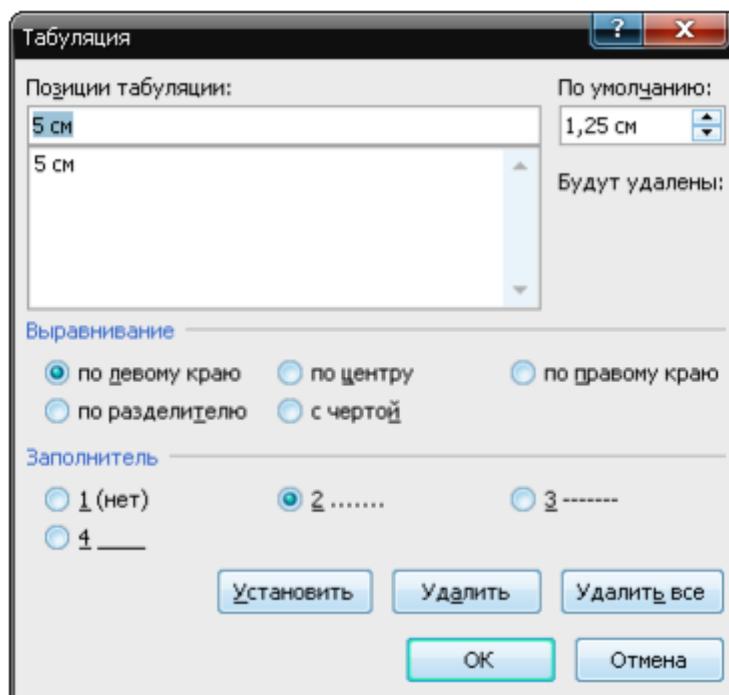 Табуляция
?
x
Позиции табуляции:
По умолчанию:
5 см
1,25 см
5 см
Будут удалены:
Выравнивание
по левому краю
по центру
по правому краю
по разделителю
с чертой
Заполнитель
1 (нет)
2 .......
3 -------
4 ____
Установить
Удалить
Удалить все
ОК
Отмена